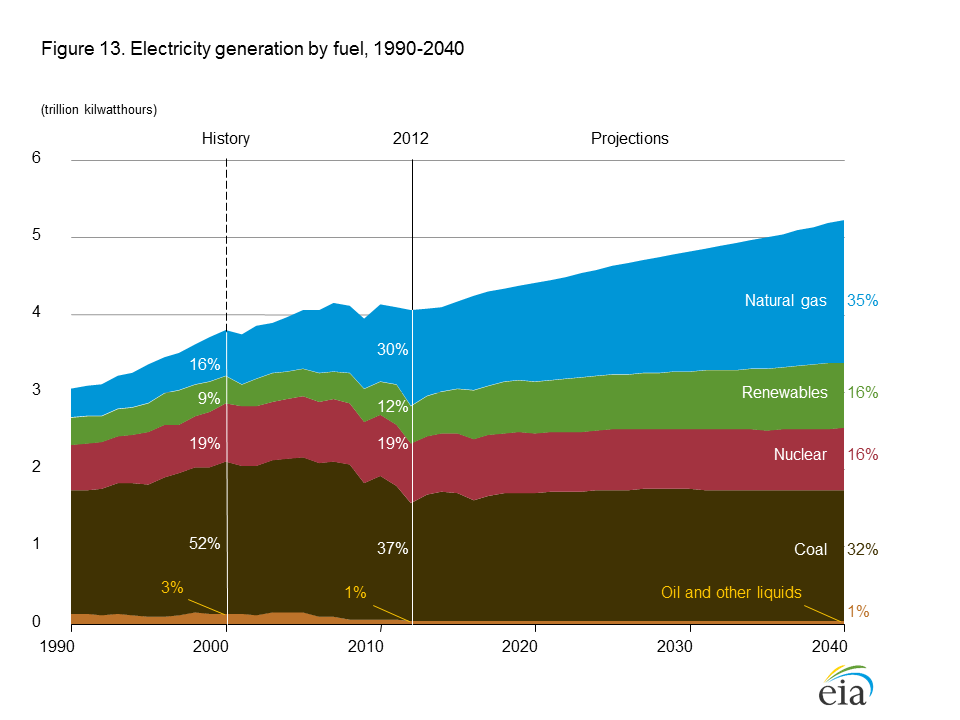 Figure 13. Electricity generation by fuel, 1990-2040
(trillion kilwatthours)
History 2012 Projections
6
5
4
3
2
1
0
16%
9%
19%
52%
3%
30%
12%
19%
37%
1%
Natural gas 35%
Renewables 16%
Nuclear 16%
Coal 32%
Oil and other liquids 1%
1990 2000 2010 2020 2030 2040
eia